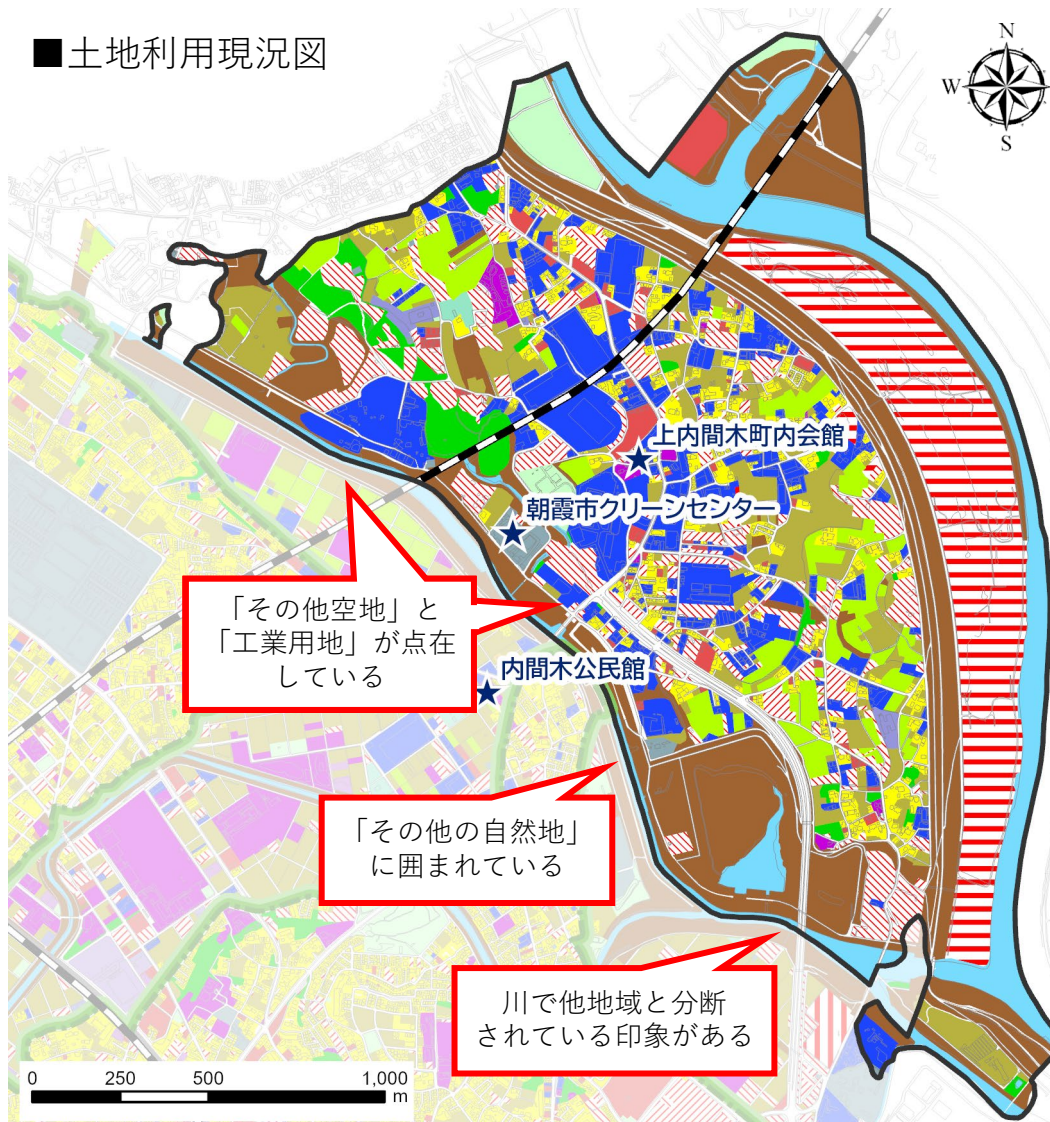 ■土地利用現況図
N
W
S
上内間木町内会館
朝霞市クリーンセンター
「その他空地」と
「工業用地」が点在
している
内間木公民館
「その他の自然地」
に囲まれている
川で他地域と分断
されている印象がある
0 250 500 1,000
m